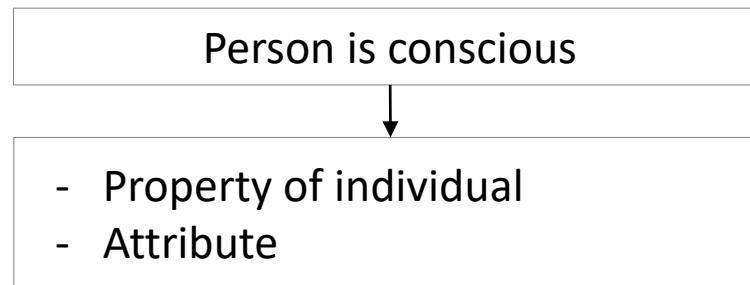 Person is conscious
- Property of individual
- Attribute